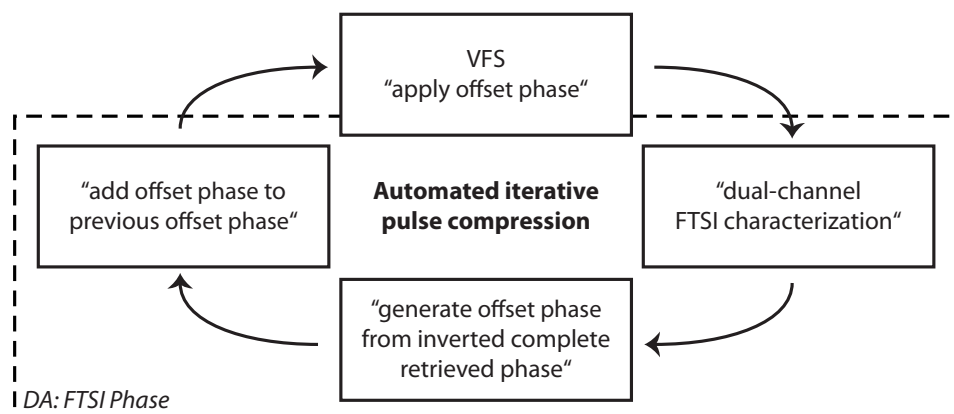 VFS
“apply offset phase“
“add offset phase to
previous offset phase“
Automated iterative
pulse compression
“dual-channel
FTSI characterization“
“generate offset phase
from inverted complete
retrieved phase“
DA: FTSI Phase